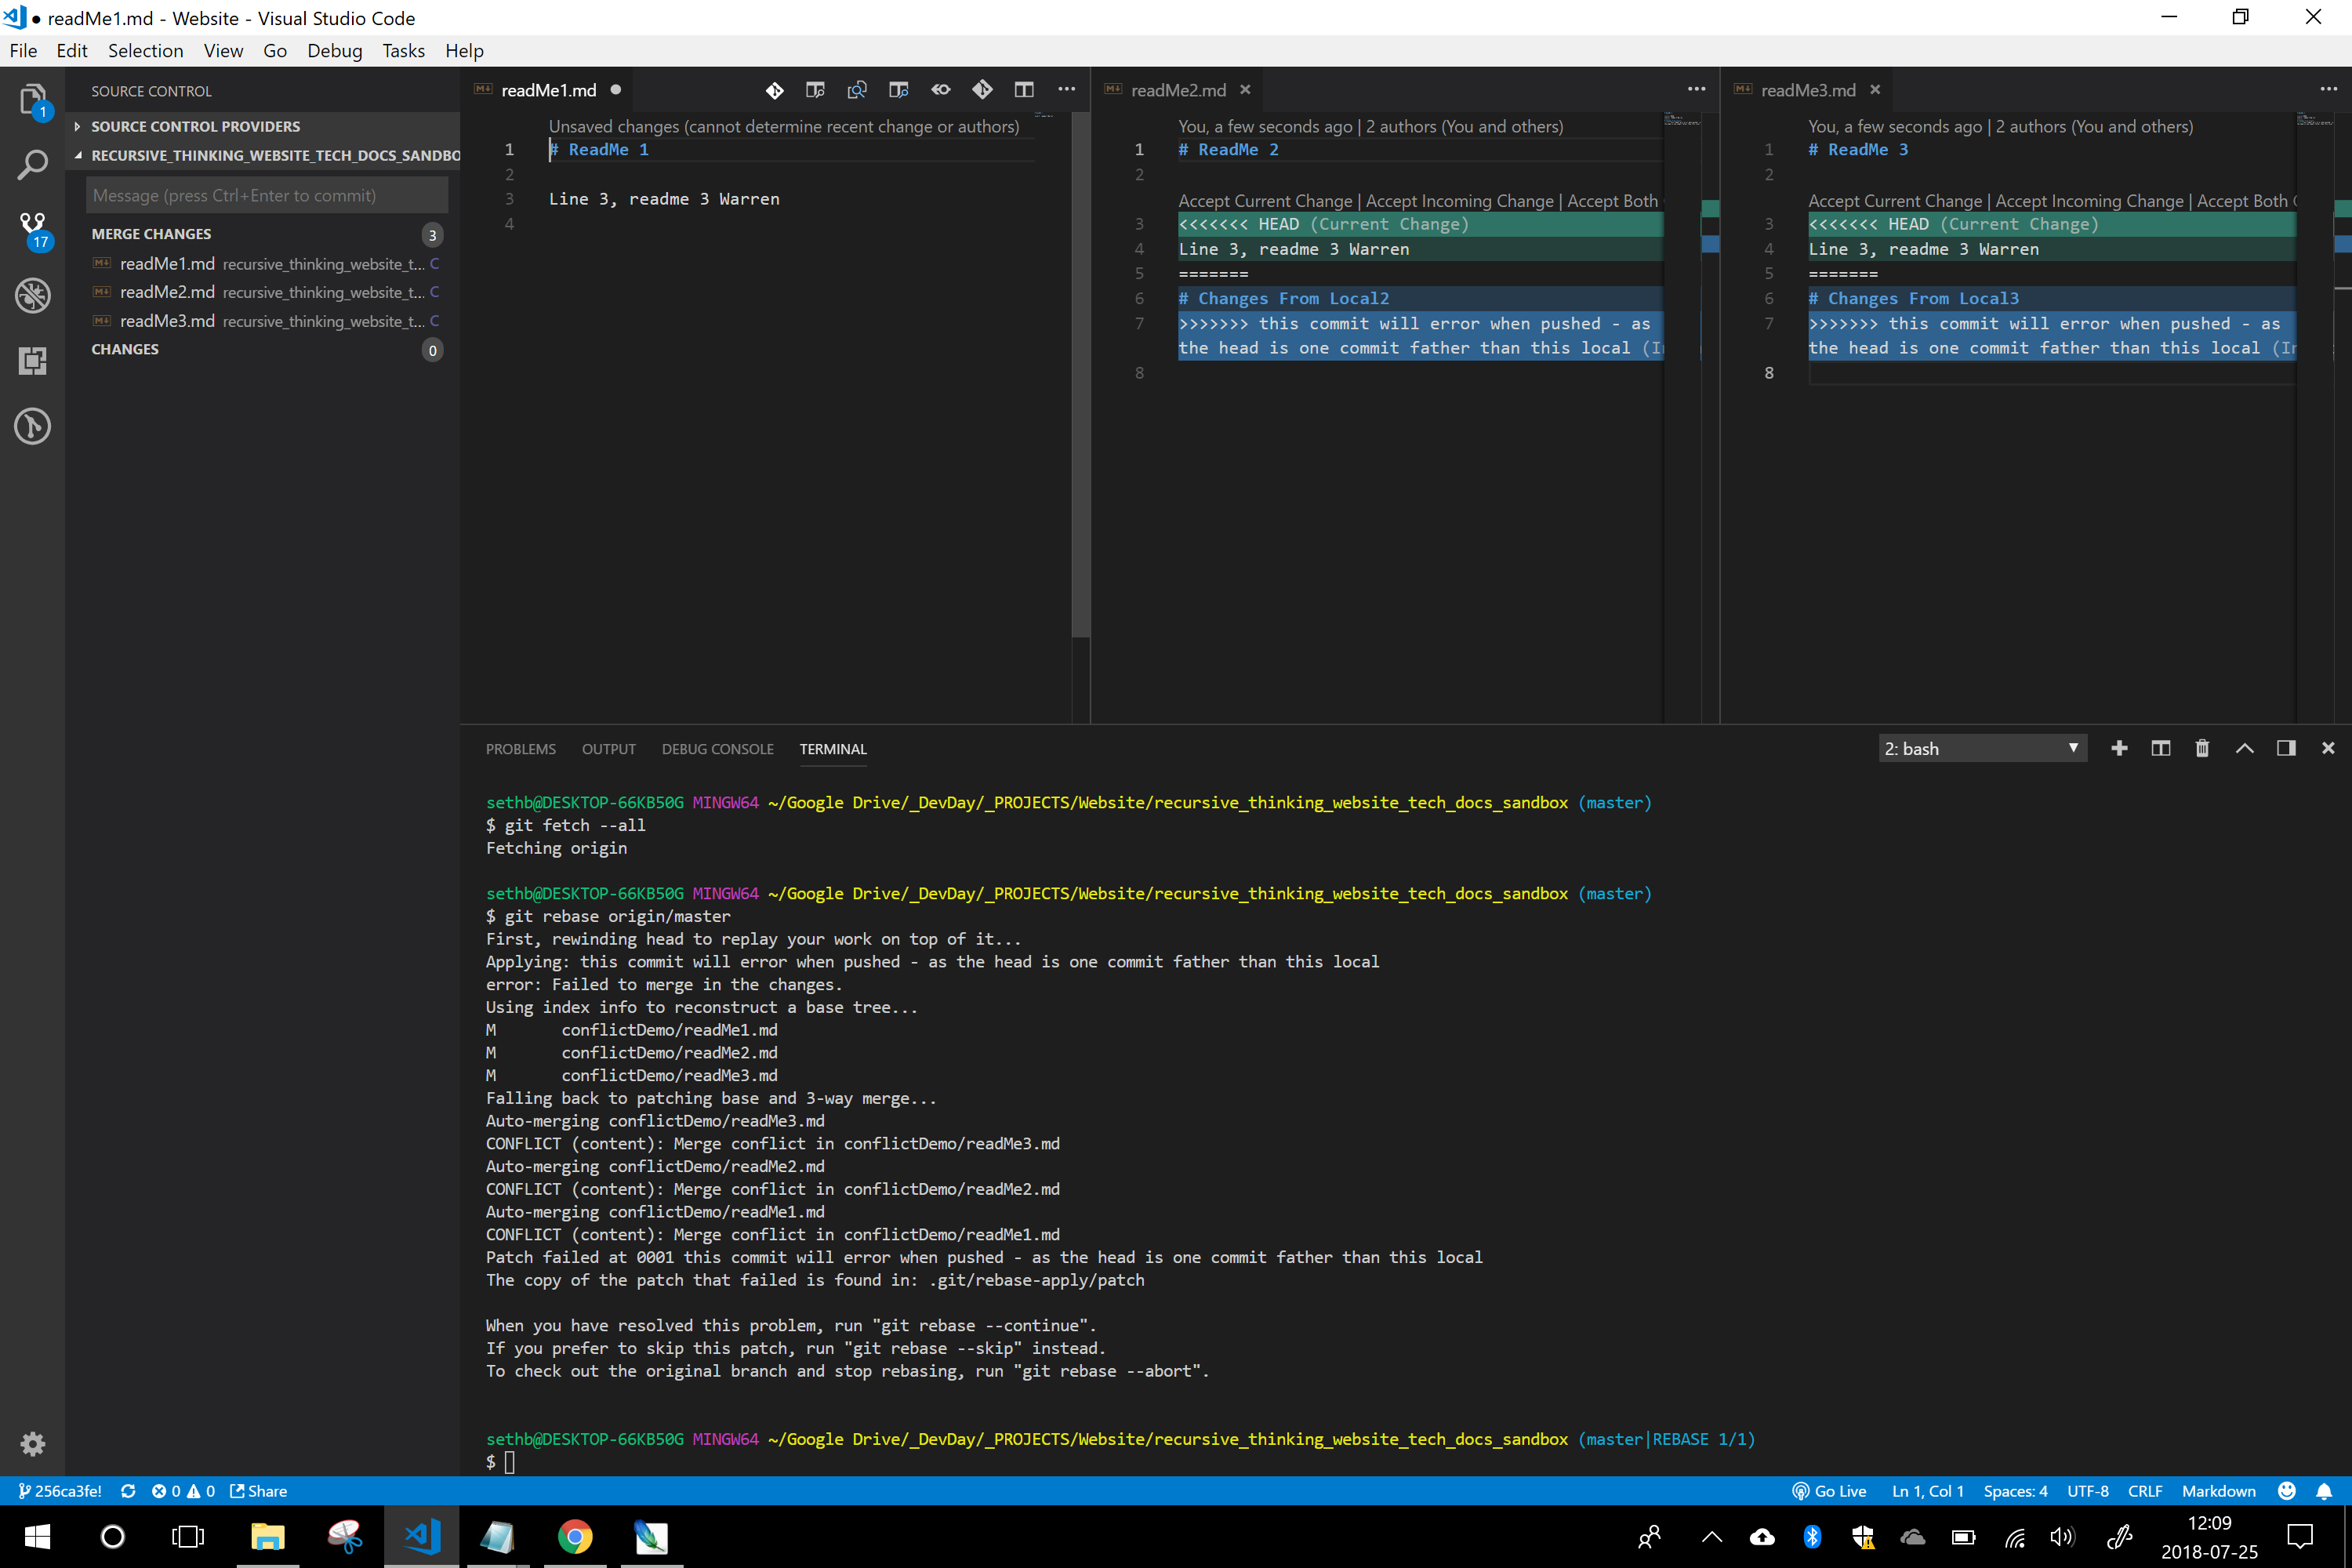 ● readMe1.md - Website - Visual Studio Code
File Edit Selection View Go Debug Tasks Help
SOURCE CONTROL
SOURCE CONTROL PROVIDERS
RECURSIVE_THINKING_WEBSITE_TECH_DOCS_SANDBO
Message (press Ctrl+Enter to commit)
MERGE CHANGES 3
readMe1.md recursive_thinking_website_t... C
readMe2.md recursive_thinking_website_t... C
readMe3.md recursive_thinking_website_t... C
CHANGES 0
1
17
readMe1.md
Unsaved changes (cannot determine recent change or authors)
1 # ReadMe 1
2
3 Line 3, readme 3 Warren
4
readMe2.md
You, a few seconds ago | 2 authors (You and others)
1 # ReadMe 2
2
Accept Current Change | Accept Incoming Change | Accept Both
3 <<<<<<< HEAD (Current Change)
4 Line 3, readme 3 Warren
5 =======
6 # Changes From Local2
7 >>>>>>> this commit will error when pushed - as
the head is one commit father than this local (I
8
readMe3.md
You, a few seconds ago | 2 authors (You and others)
1 # ReadMe 3
2
Accept Current Change | Accept Incoming Change | Accept Both
3 <<<<<<< HEAD (Current Change)
4 Line 3, readme 3 Warren
5 =======
6 # Changes From Local3
7 >>>>>>> this commit will error when pushed - as
the head is one commit father than this local (In
8
PROBLEMS OUTPUT DEBUG CONSOLE TERMINAL
2: bash
sethb@DESKTOP-66KB50G MINGW64 ~/Google Drive/_DevDay/_PROJECTS/Website/recursive_thinking_website_tech_docs_sandbox (master)
$ git fetch --all
Fetching origin
sethb@DESKTOP-66KB50G MINGW64 ~/Google Drive/_DevDay/_PROJECTS/Website/recursive_thinking_website_tech_docs_sandbox (master)
$ git rebase origin/master
First, rewinding head to replay your work on top of it...
Applying: this commit will error when pushed - as the head is one commit father than this local
error: Failed to merge in the changes.
Using index info to reconstruct a base tree...
M conflictDemo/readMe1.md
M conflictDemo/readMe2.md
M conflictDemo/readMe3.md
Falling back to patching base and 3-way merge...
Auto-merging conflictDemo/readMe3.md
CONFLICT (content): Merge conflict in conflictDemo/readMe3.md
Auto-merging conflictDemo/readMe2.md
CONFLICT (content): Merge conflict in conflictDemo/readMe2.md
Auto-merging conflictDemo/readMe1.md
CONFLICT (content): Merge conflict in conflictDemo/readMe1.md
Patch failed at 0001 this commit will error when pushed - as the head is one commit father than this local
The copy of the patch that failed is found in: .git/rebase-apply/patch
When you have resolved this problem, run "git rebase --continue".
If you prefer to skip this patch, run "git rebase --skip" instead.
To check out the original branch and stop rebasing, run "git rebase --abort".
sethb@DESKTOP-66KB50G MINGW64 ~/Google Drive/_DevDay/_PROJECTS/Website/recursive_thinking_website_tech_docs_sandbox (master|REBASE 1/1)
$
256ca3fe! 0 0 Share Go Live Ln 1, Col 1 Spaces: 4 UTF-8 CRLF Markdown
12:09
2018-07-25